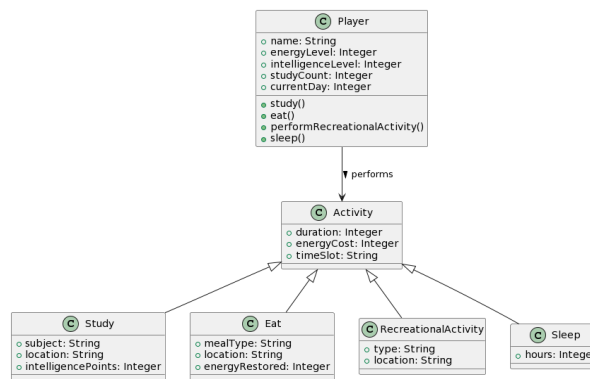 C Player
name: String
energyLevel: Integer
intelligenceLevel: Integer
studyCount: Integer
currentDay: Integer
study()
eat()
performRecreationalActivity()
sleep()
performs
C Activity
duration: Integer
energyCost: Integer
timeSlot: String
C Study
subject: String
location: String
intelligencePoints: Integer
C Eat
mealType: String
location: String
energyRestored: Integer
C RecreationalActivity
type: String
location: String
C Sleep
hours: Intege